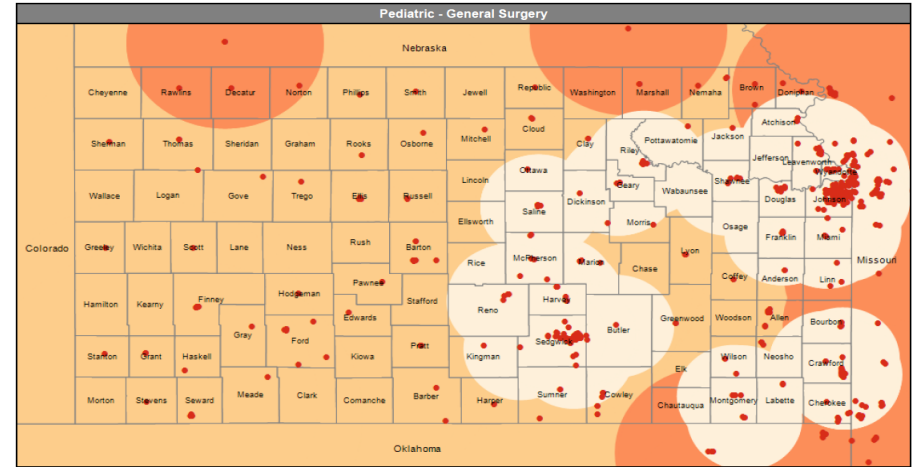 Pediatric - General Surgery
Nebraska
Cheyenne Rawlins Decatur Norton Phillips Smith Jewell Republic Washington Marshall Nemaha Brown Doniphan
Atchison
Sherman Thomas Sheridan Graham Rooks Osborne Mitchell Cloud Clay Riley Pottawatomie Jackson
Jefferson Leavenworth
Wyandotte
Lincoln Ottawa Geary Wabaunsee Shawnee
Wallace Logan Gove Trego Ellis Russell Saline Dickinson Douglas Johnson
Ellsworth Morris Osage
Colorado Greeley Wichita Scott Lane Ness Rush Barton Franklin Miami
Missouri
Rice McPherson Marion Chase Lyon
Hamilton Kearny Finney Hodgeman Pawnee Stafford Coffey Anderson Linn
Reno Harvey
Gray Ford Edwards Butler Greenwood Woodson Allen Bourbon
Stanton Grant Haskell Kiowa Pratt Kingman Sedgwick Wilson Neosho Crawford
Elk
Morton Stevens Seward Meade Clark Comanche Barber Harper Sumner Cowley Chautauqua Montgomery Labette Cherokee
Oklahoma